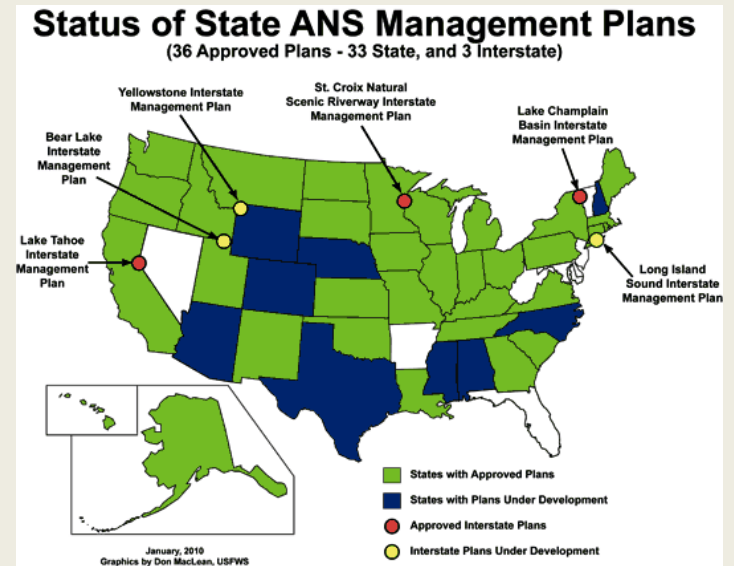 Status of State ANS Management Plans
(36 Approved Plans - 33 State, and 3 Interstate)
Yellowstone Interstate
Management Plan
St. Croix Natural
Scenic Riverway Interstate
Management Plan
Lake Champlain
Basin Interstate
Management Plan
Bear Lake
Interstate
Management
Plan
Lake Tahoe
Interstate
Management
Plan
Long Island
Sound Interstate
Management Plan
States with Approved Plans
States with Plans Under Development
Approved Interstate Plans
Interstate Plans Under Development
January, 2010
Graphics by Don MacLean, USFWS